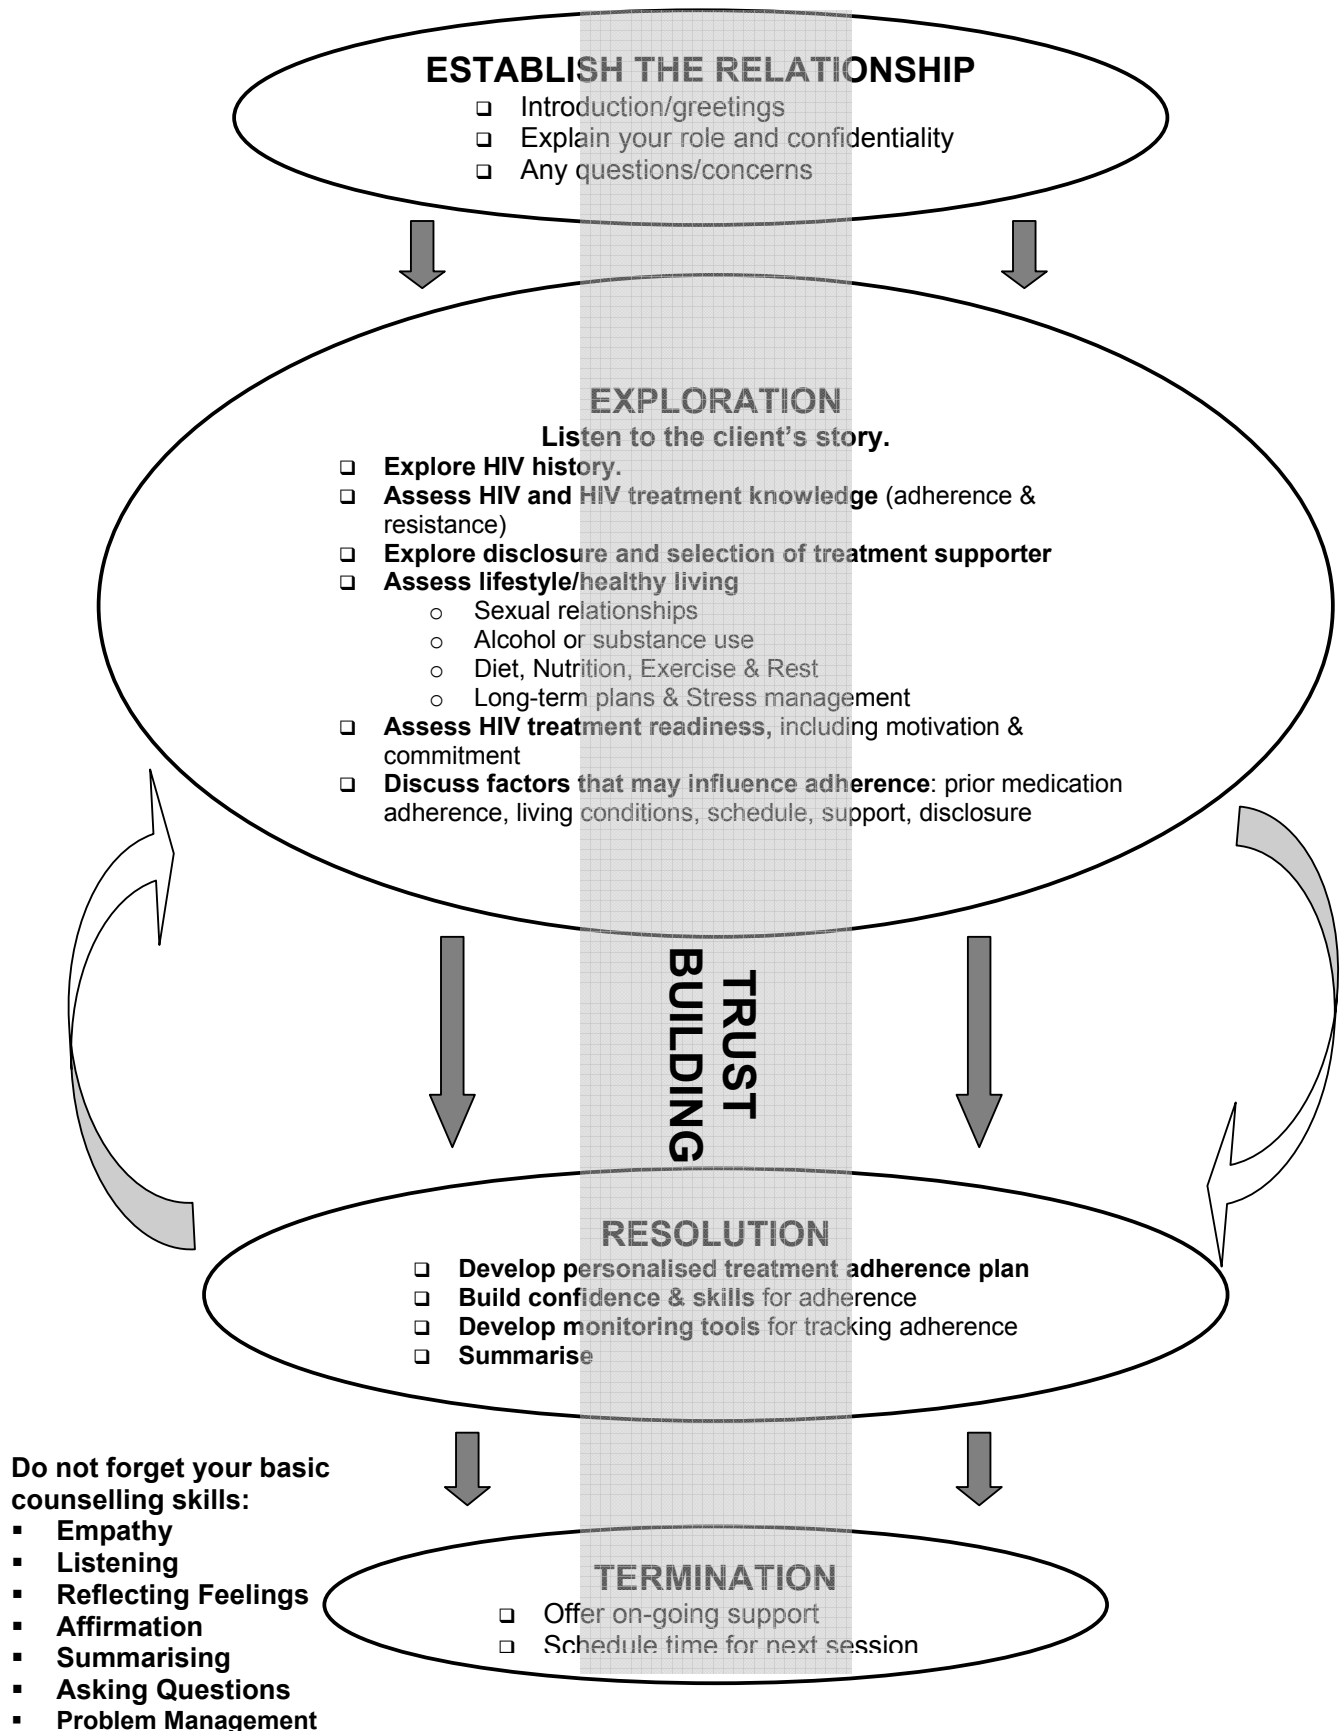 ESTABLISH THE RELATIONSHIP
❑ Introduction/greetings
❑ Explain your role and confidentiality
❑ Any questions/concerns
EXPLORATION
Listen to the client's story.
❑ Explore HIV history.
❑ Assess HIV and HIV treatment knowledge (adherence &
resistance)
❑ Explore disclosure and selection of treatment supporter
❑ Assess lifestyle/healthy living
o Sexual relationships
o Alcohol or substance use
o Diet, Nutrition, Exercise & Rest
o Long-term plans & Stress management
❑ Assess HIV treatment readiness, including motivation &
commitment
❑ Discuss factors that may influence adherence: prior medication
adherence, living conditions, schedule, support, disclosure
TRUST
BUILDING
RESOLUTION
❑ Develop personalised treatment adherence plan
❑ Build confidence & skills for adherence
❑ Develop monitoring tools for tracking adherence
❑ Summarise
TERMINATION
❑ Offer on-going support
❑ Schedule time for next session
Do not forget your basic
counselling skills:
▪ Empathy
▪ Listening
▪ Reflecting Feelings
▪ Affirmation
▪ Summarising
▪ Asking Questions
▪ Problem Management